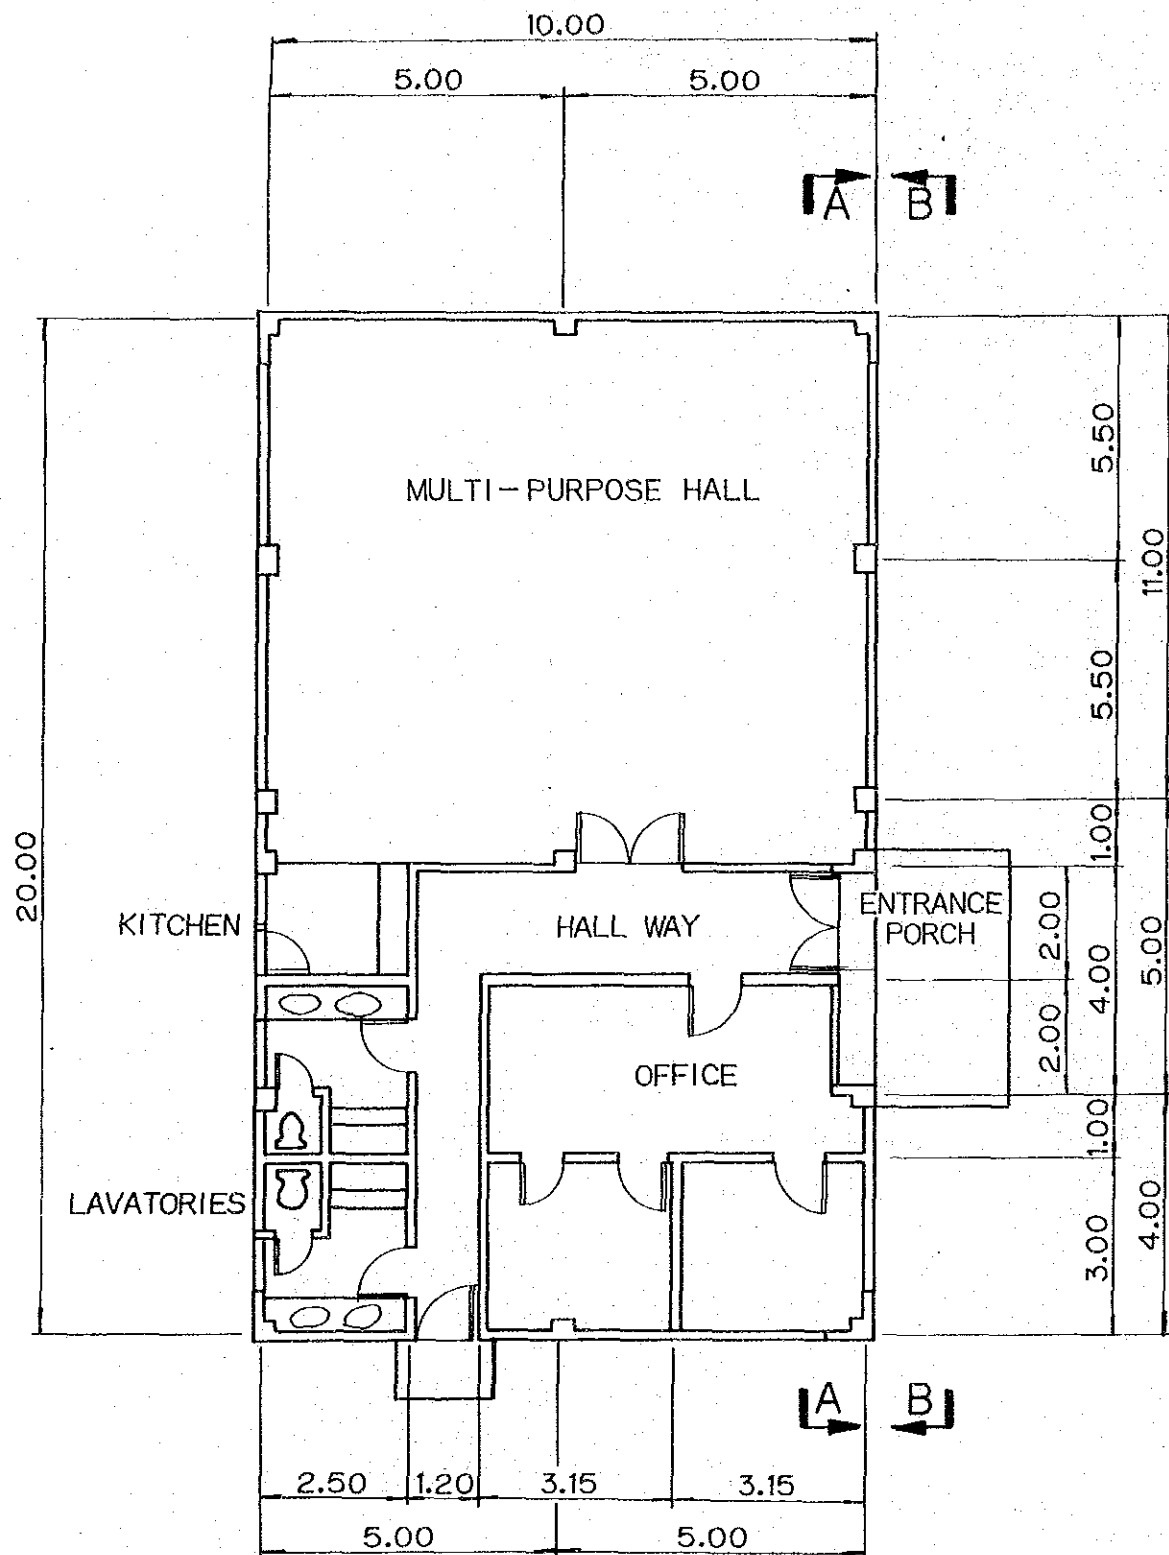 10.00
5.00 5.00
A B
MULTI-PURPOSE HALL
5.50
11.00
5.50
20.00
1.00
KITCHEN
HALL WAY
ENTRANCE
PORCH
2.00
4.00
5.00
2.00
OFFICE
1.00
LAVATORIES
3.00
4.00
A B
2.50 1.20 3.15 3.15
5.00 5.00